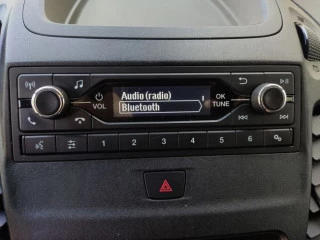 Audio (radio)
Bluetooth
VOL
OK
TUNE
1 2 3 4 5 6